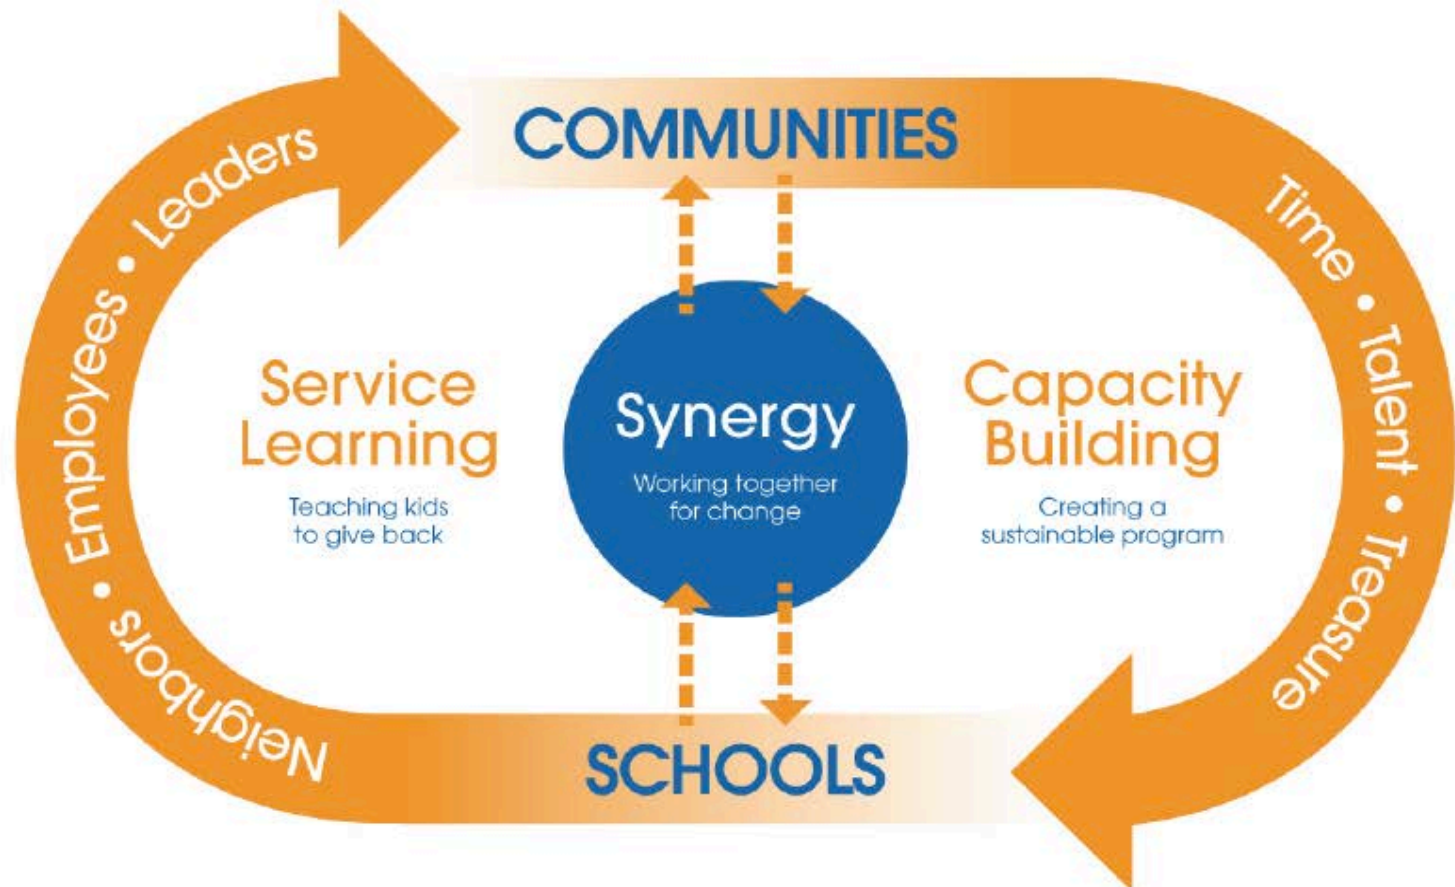 COMMUNITIES
Time • Talent • Treasure
SCHOOLS
Neighbors • Employees • Leaders
Service
Learning
Teaching kids
to give back
Synergy
Working together
for change
Capacity
Building
Creating a
sustainable program